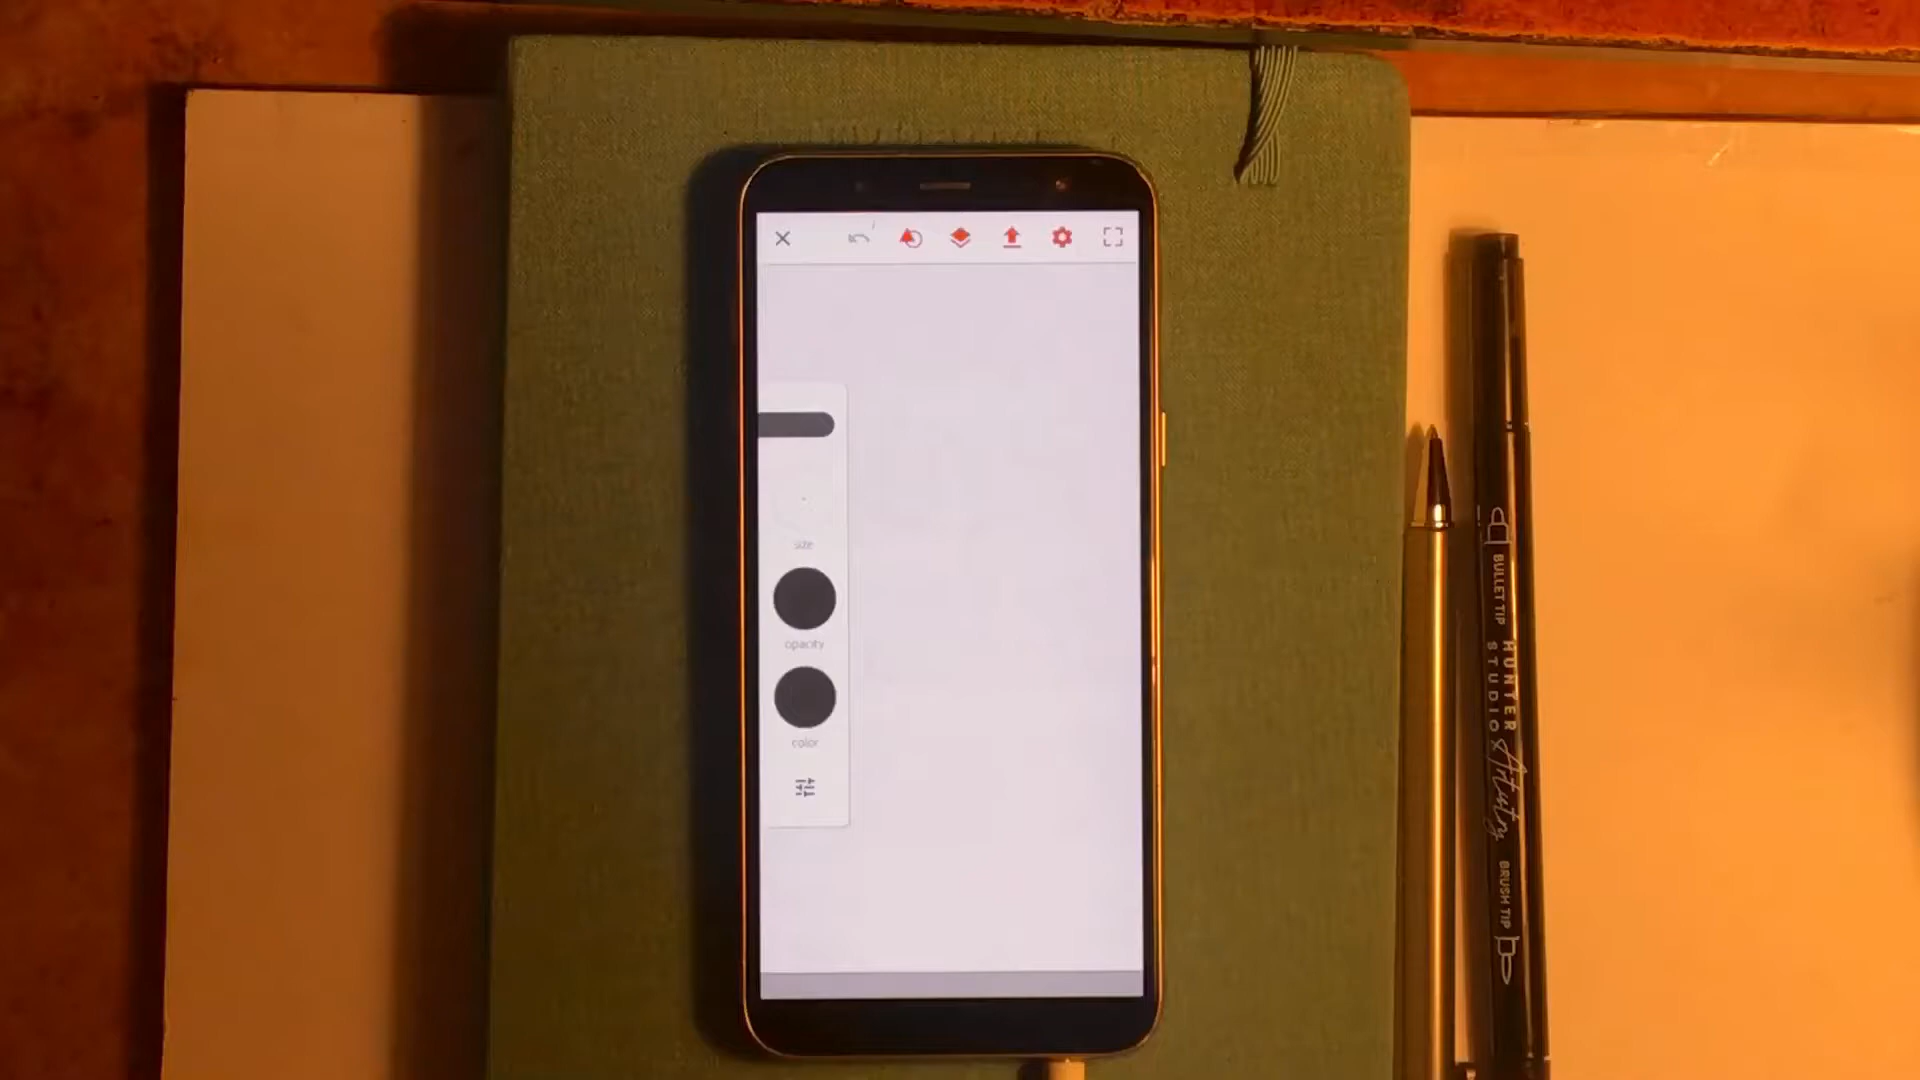 size
opacity
color
BULLET TIP
HUNTER
STUDIO &
Artistry
BRUSH TIP